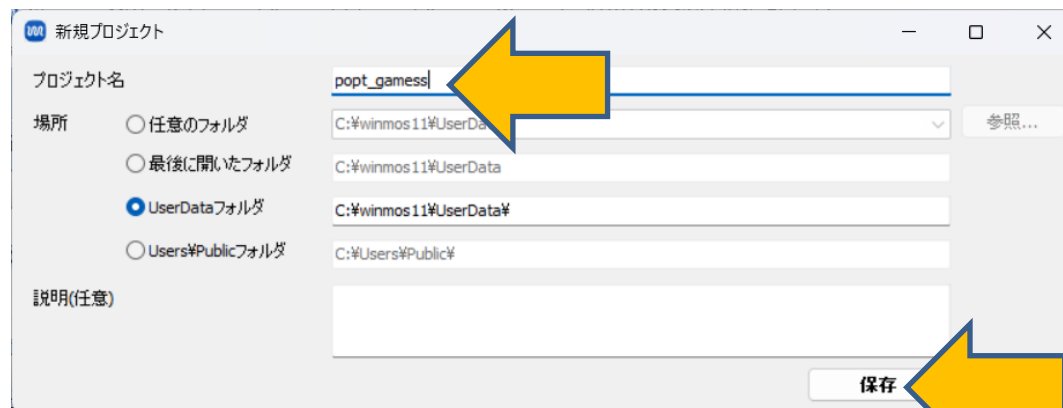 新規プロジェクト
プロジェクト名 popt_gamess
場所 任意のフォルダ C:¥winmos11¥UserDa 参照...
最後に開いたフォルダ C:¥winmos11¥UserData
UserDataフォルダ C:¥winmos11¥UserData¥
Users¥Publicフォルダ C:¥Users¥Public¥
説明(任意)
保存